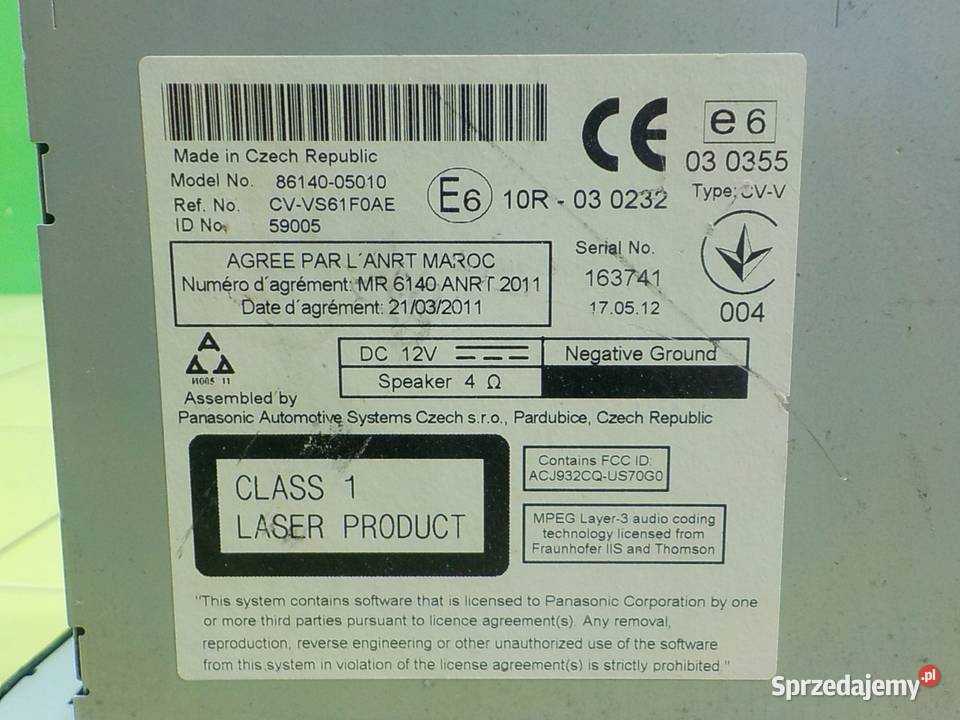 CE
e6
03 0355
Type: CV-V
Made in Czech Republic
Model No. 86140-05010
Ref. No. CV-VS61F0AE
ID No. 59005
E6 10R - 03 0232
AGREE PAR L´ANRT MAROC
Numéro d'agrément: MR 6140 ANRT 2011
Date d'agrément: 21/03/2011
Serial No.
163741
17.05.12
004
И005 11
DC 12V
Negative Ground
Speaker 4 Ω
Assembled by
Panasonic Automotive Systems Czech s.r.o., Pardubice, Czech Republic
CLASS 1
LASER PRODUCT
Contains FCC ID:
ACJ932CQ-US70G0
MPEG Layer-3 audio coding
technology licensed from
Fraunhofer IIS and Thomson
"This system contains software that is licensed to Panasonic Corporation by one
or more third parties pursuant to licence agreement(s). Any removal,
reproduction, reverse engineering or other unauthorized use of the software
from this system in violation of the license agreement(s) is strictly prohibited."
Sprzedajemy.pl